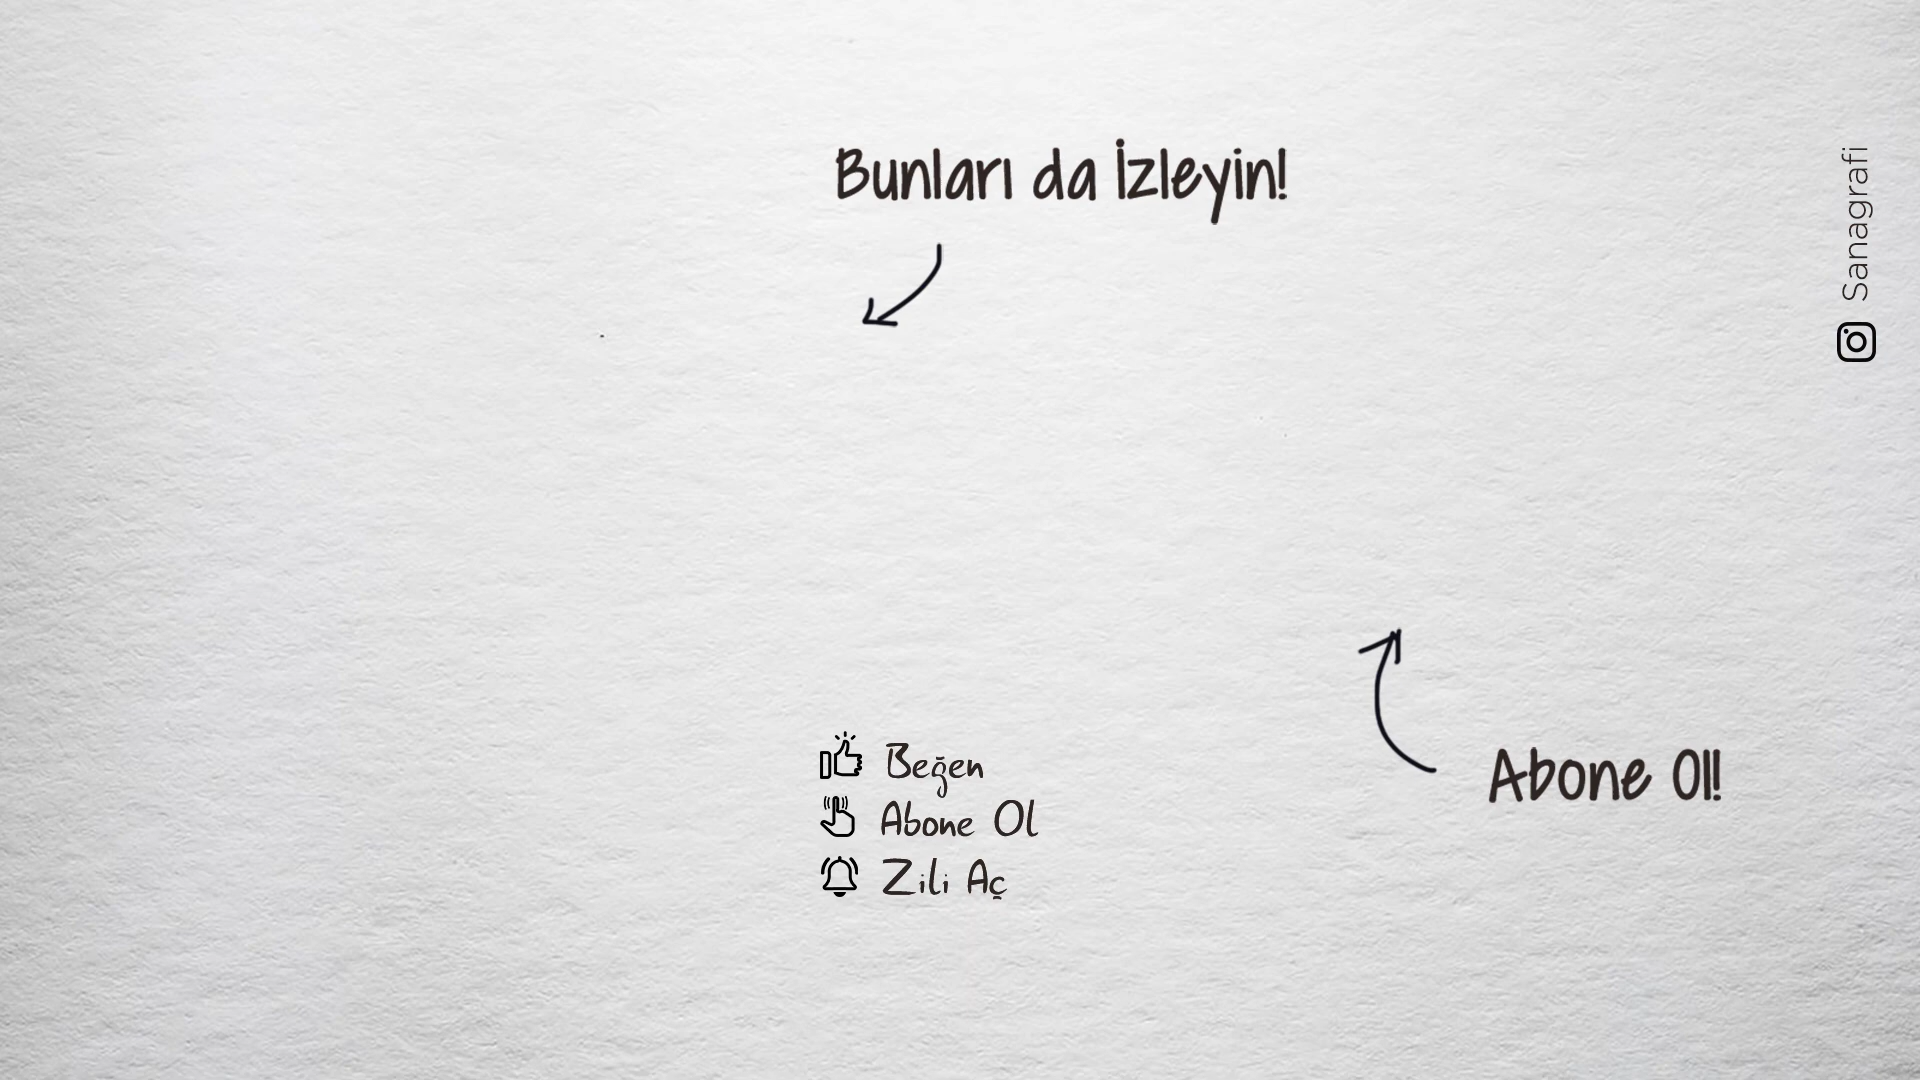 Bunları da İzleyin!
Sanagrafi
Beğen
Abone Ol
Zili Aç
Abone Ol!